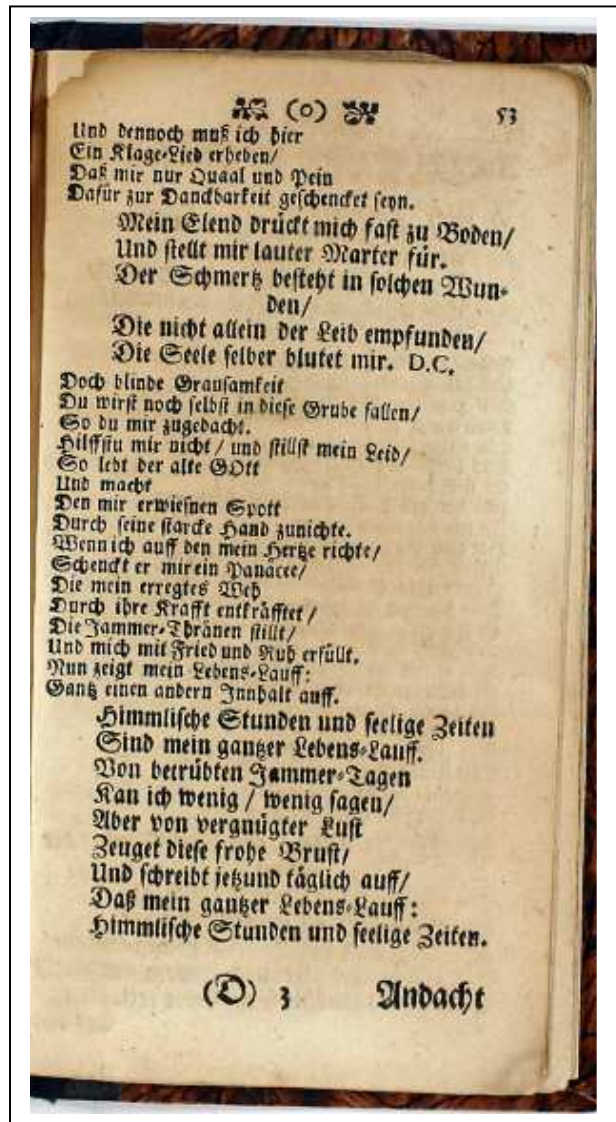 (o) 53
Und dennoch muß ich hier
Ein Klage-Lied erheben/
Daß mir nur Quaal und Pein
Dafür zur Danckbarkeit geschencket seyn.
Mein Elend drückt mich fast zu Boden/
Und stellt mir lauter Marter für.
Der Schmertz besteht in solchen Wun-
den/
Die nicht allein der Leib empfunden/
Die Seele selber blutet mir. D.C.
Doch blinde Grausamkeit
Du wirst noch selbst in diese Grube fallen/
So du mir zugedacht.
Hilffstu mir nicht / und stillst mein Leid/
So lebt der alte GOtt
Und macht
Den mir erwiesnen Spott
Durch seine starcke Hand zunichte.
Wenn ich auff den mein Hertze richte/
Schenckt er mir ein Panacee/
Die mein erregtes Weh
Durch ihre Krafft entkräfftet /
Die Jammer-Thränen stillt/
Und mich mit Fried und Ruh erfüllt.
Nun zeigt mein Lebens-Lauff:
Gantz einen andern Innhalt auff.
Himmlische Stunden und seelige Zeiten
Sind mein gantzer Lebens-Lauff.
Von betrübten Jammer-Tagen
Kan ich wenig / wenig sagen/
Aber von vergnügter Lust
Zeuget diese frohe Brust/
Und schreibt jetzund täglich auff/
Daß mein gantzer Lebens-Lauff:
Himmlische Stunden und seelige Zeiten.
(D) 3 Andacht